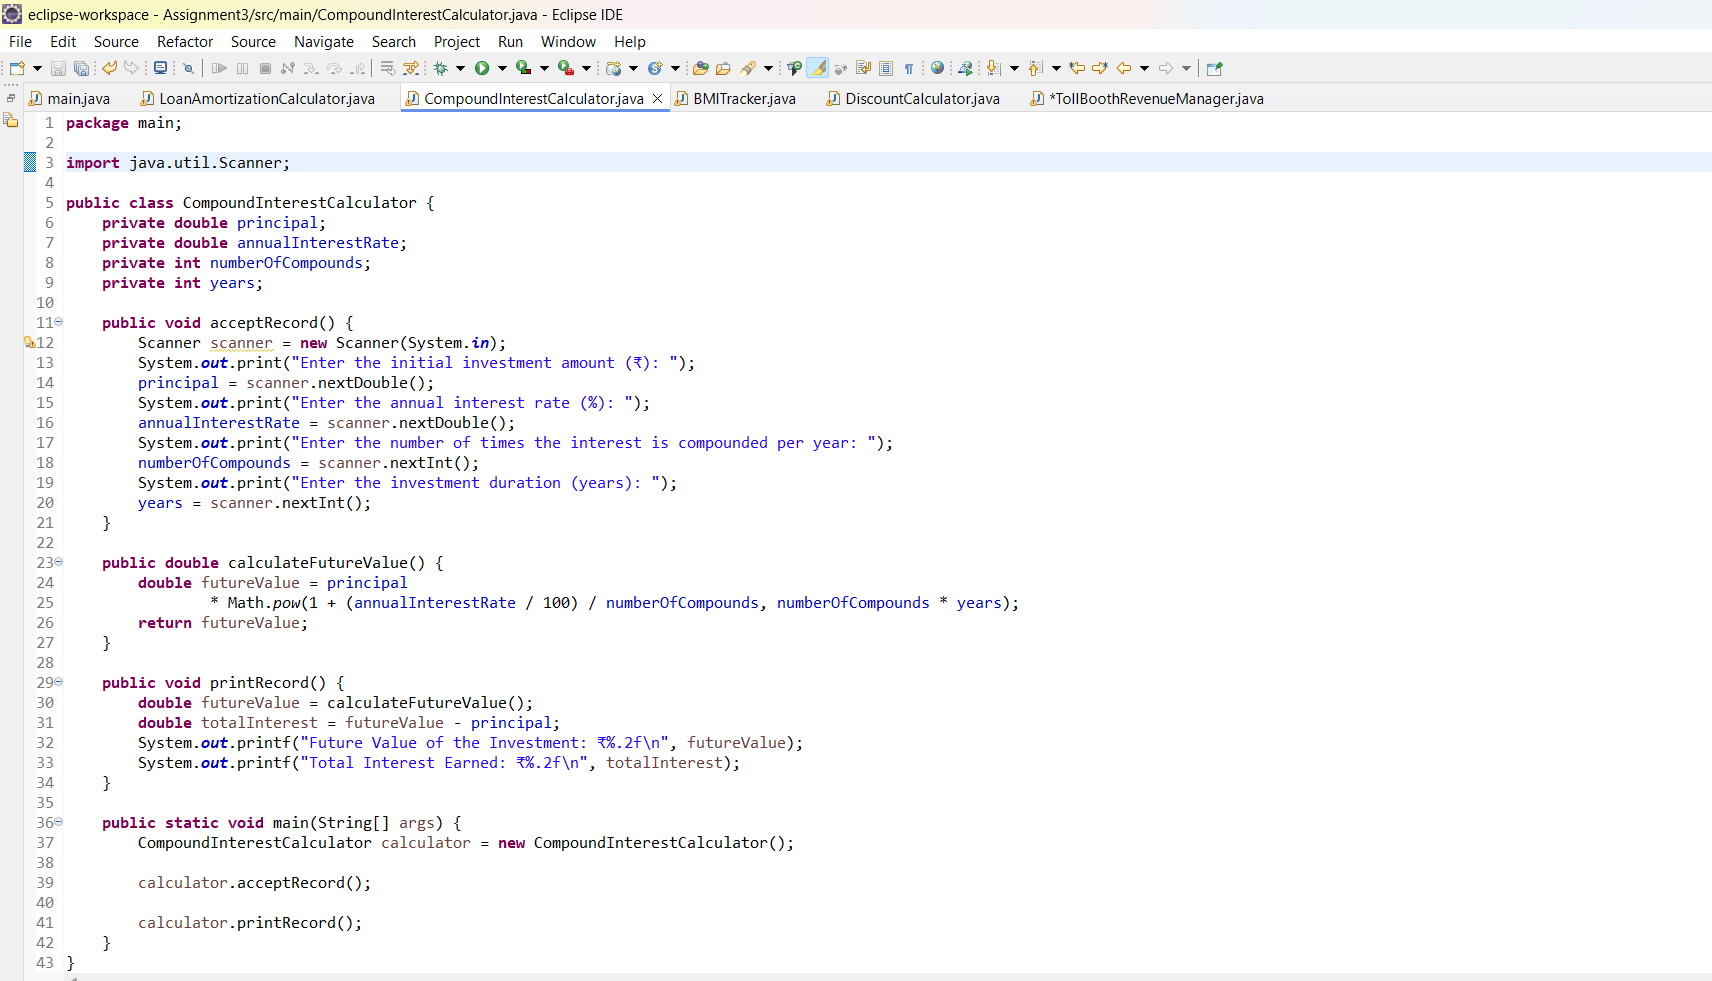 eclipse-workspace - Assignment3/src/main/CompoundInterestCalculator.java - Eclipse IDE
File Edit Source Refactor Source Navigate Search Project Run Window Help
main.java LoanAmortizationCalculator.java CompoundInterestCalculator.java BMITracker.java DiscountCalculator.java *TollBoothRevenueManager.java
1 package main;
2
3 import java.util.Scanner;
4
5 public class CompoundInterestCalculator {
6     private double principal;
7     private double annualInterestRate;
8     private int numberOfCompounds;
9     private int years;
10
11     public void acceptRecord() {
12         Scanner scanner = new Scanner(System.in);
13         System.out.print("Enter the initial investment amount (₹): ");
14         principal = scanner.nextDouble();
15         System.out.print("Enter the annual interest rate (%): ");
16         annualInterestRate = scanner.nextDouble();
17         System.out.print("Enter the number of times the interest is compounded per year: ");
18         numberOfCompounds = scanner.nextInt();
19         System.out.print("Enter the investment duration (years): ");
20         years = scanner.nextInt();
21     }
22
23     public double calculateFutureValue() {
24         double futureValue = principal
25                 * Math.pow(1 + (annualInterestRate / 100) / numberOfCompounds, numberOfCompounds * years);
26         return futureValue;
27     }
28
29     public void printRecord() {
30         double futureValue = calculateFutureValue();
31         double totalInterest = futureValue - principal;
32         System.out.printf("Future Value of the Investment: ₹%.2f\n", futureValue);
33         System.out.printf("Total Interest Earned: ₹%.2f\n", totalInterest);
34     }
35
36     public static void main(String[] args) {
37         CompoundInterestCalculator calculator = new CompoundInterestCalculator();
38
39         calculator.acceptRecord();
40
41         calculator.printRecord();
42     }
43 }